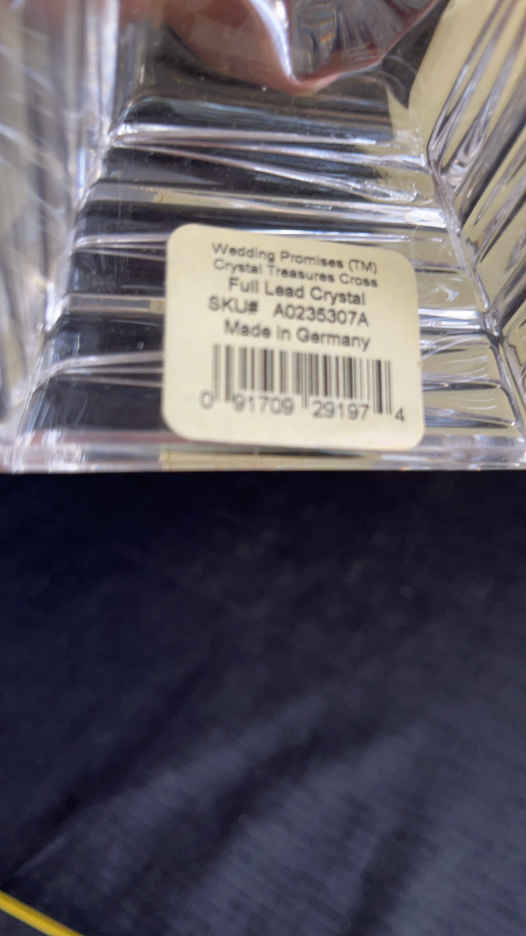 Wedding Promises (TM)
Crystal Treasures Cross
Full Lead Crystal
SKU# A0235307A
Made in Germany
0 91709 29197 4